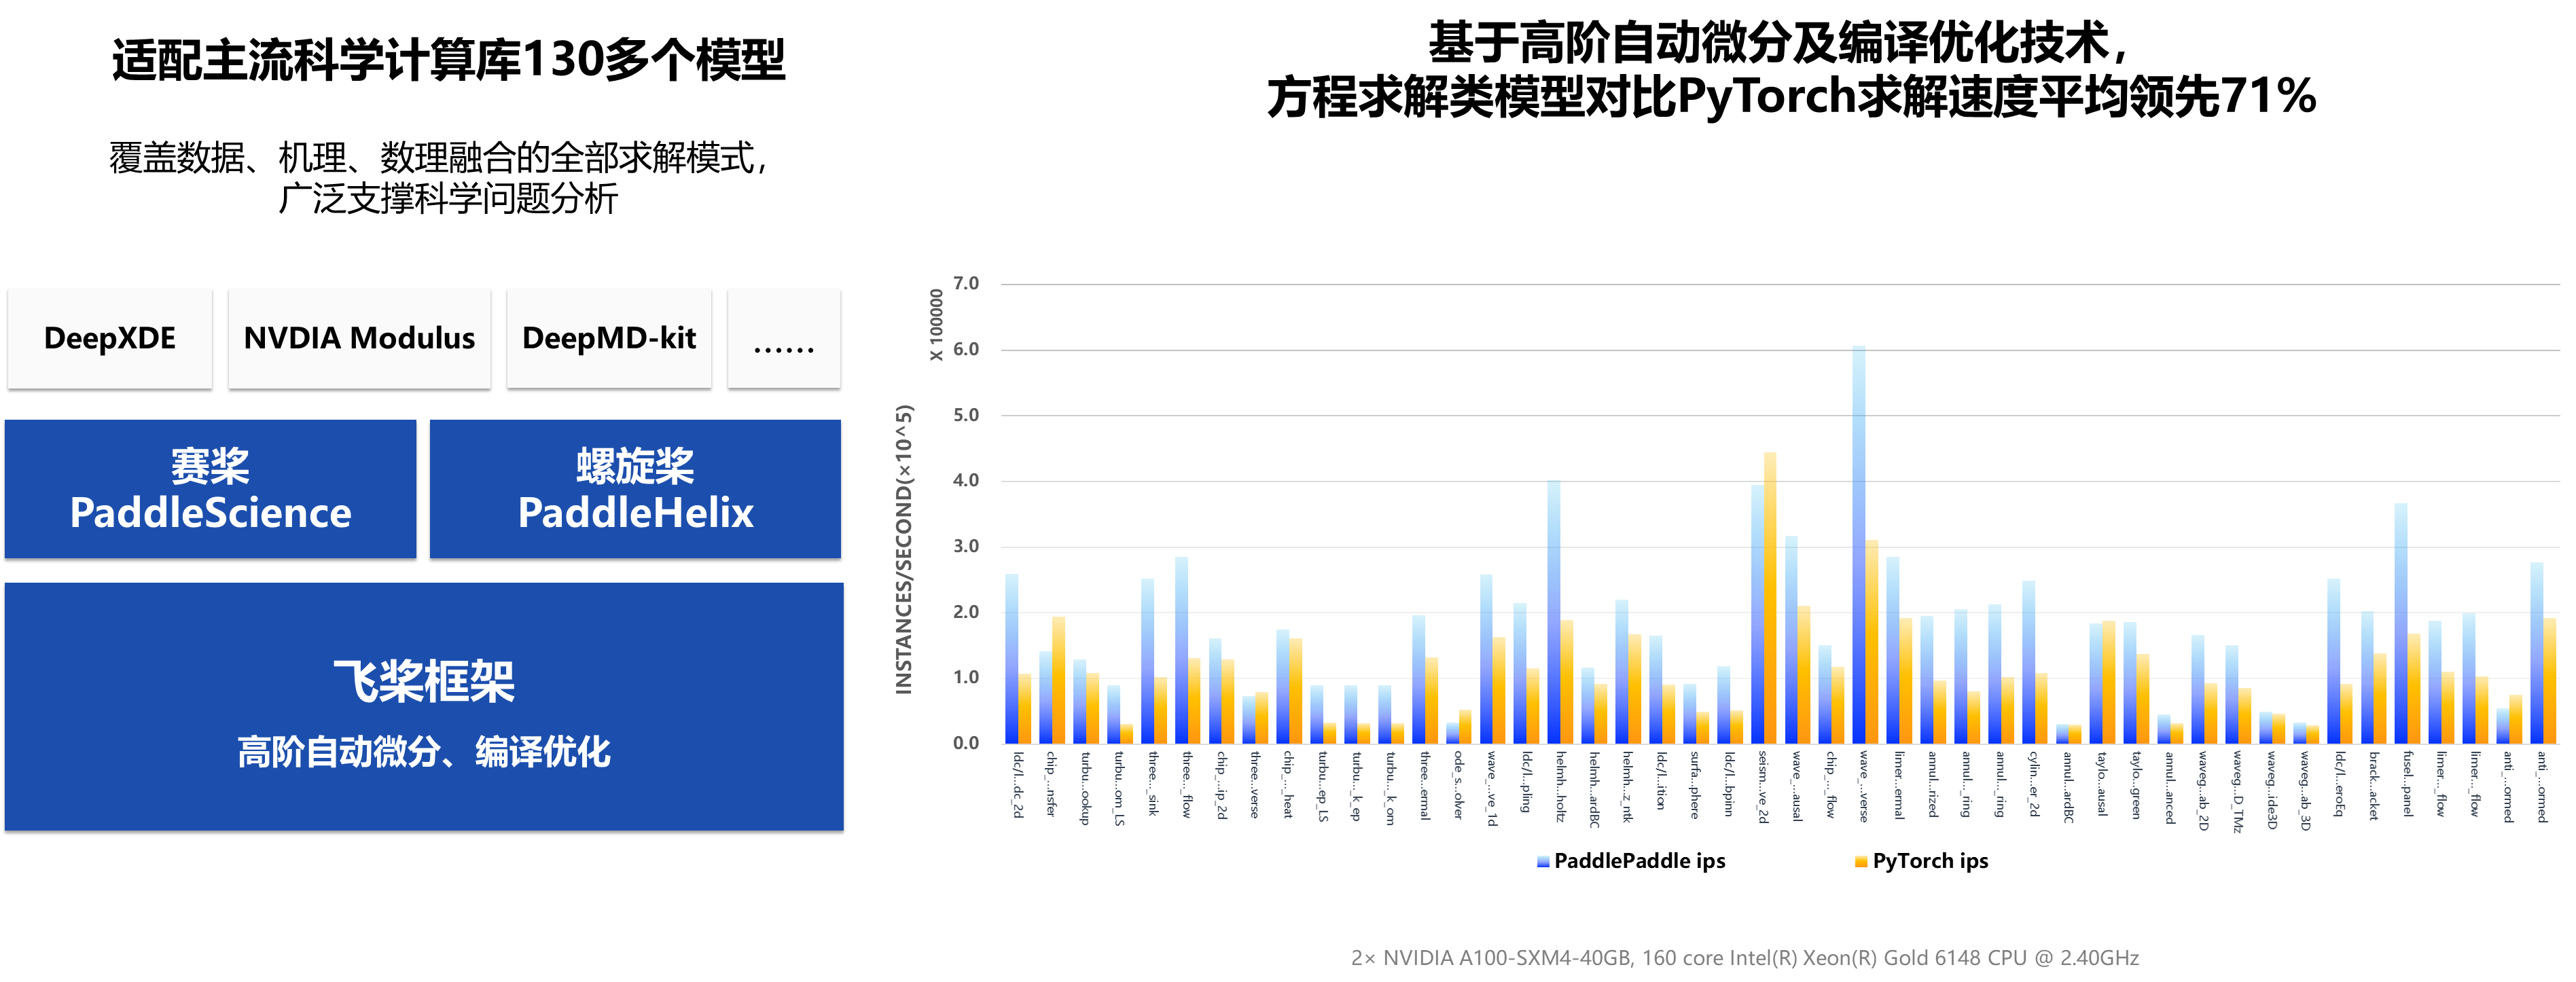 适配主流科学计算库130多个模型
覆盖数据、机理、数理融合的全部求解模式，
广泛支撑科学问题分析
DeepXDE
NVDIA Modulus
DeepMD-kit
......
赛桨
PaddleScience
螺旋桨
PaddleHelix
飞桨框架
高阶自动微分、编译优化
基于高阶自动微分及编译优化技术，
方程求解类模型对比PyTorch求解速度平均领先71%
X 100000
INSTANCES/SECOND(×10^5)
7.0
6.0
5.0
4.0
3.0
2.0
1.0
0.0
ldc/l...dc_2d
chip_...nsfer
turbu...ookup
turbu...om_LS
three..._sink
three..._flow
chip_...ip_2d
three...verse
chip_..._heat
turbu...ep_LS
turbu..._k_ep
turbu..._k_om
three...ermal
ode_s...olver
wave_...ve_1d
ldc/l...pling
helmh...holtz
helmh...ardBC
helmh...z_ntk
ldc/l...ition
surfa...phere
ldc/l...bpinn
seism...ve_2d
wave_...ausal
chip_..._flow
wave_...verse
limer...ermal
annul...rized
annul..._ring
annul..._ring
cylin...er_2d
annul...ardBC
taylo...ausal
taylo...green
annul...anced
waveg...ab_2D
waveg...D_TMz
waveg...ide3D
waveg...ab_3D
ldc/l...eroEq
brack...acket
fusel...panel
limer..._flow
limer..._flow
anti_...ormed
anti_...ormed
PaddlePaddle ips
PyTorch ips
2× NVIDIA A100-SXM4-40GB, 160 core Intel(R) Xeon(R) Gold 6148 CPU @ 2.40GHz